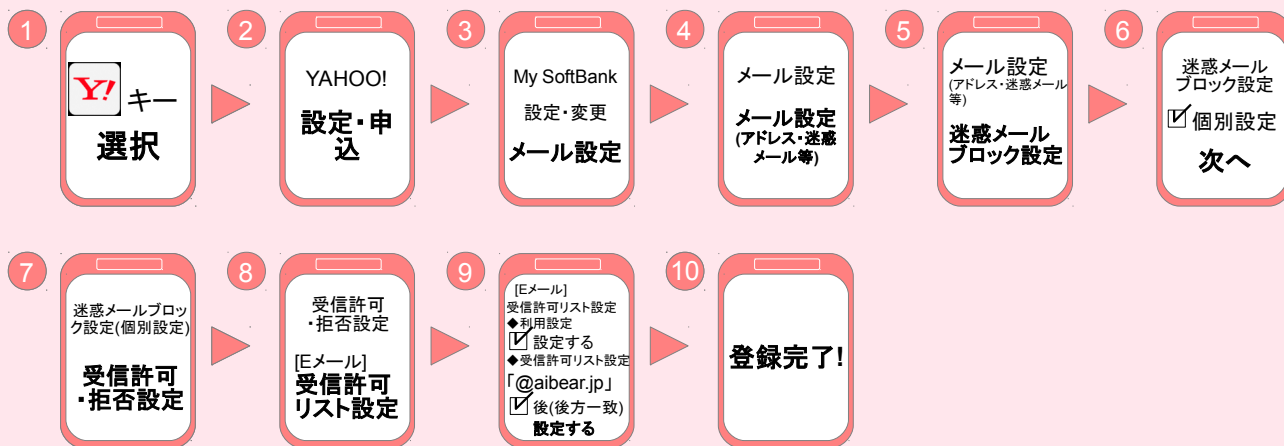 1
Y!
キー
選択
2
YAHOO!
設定・申
込
3
My SoftBank
設定・変更
メール設定
4
メール設定
メール設定
(アドレス・迷惑
メール等)
5
メール設定
(アドレス・迷惑メール
等)
迷惑メール
ブロック設定
6
迷惑メール
ブロック設定
個別設定
次へ
7
迷惑メールブロッ
ク設定(個別設定)
受信許可
・拒否設定
8
受信許可
・拒否設定
[Eメール]
受信許可
リスト設定
9
[Eメール]
受信許可リスト設定
◆利用設定
設定する
◆受信許可リスト設定
「@aibear.jp」
後(後方一致)
設定する
10
登録完了!